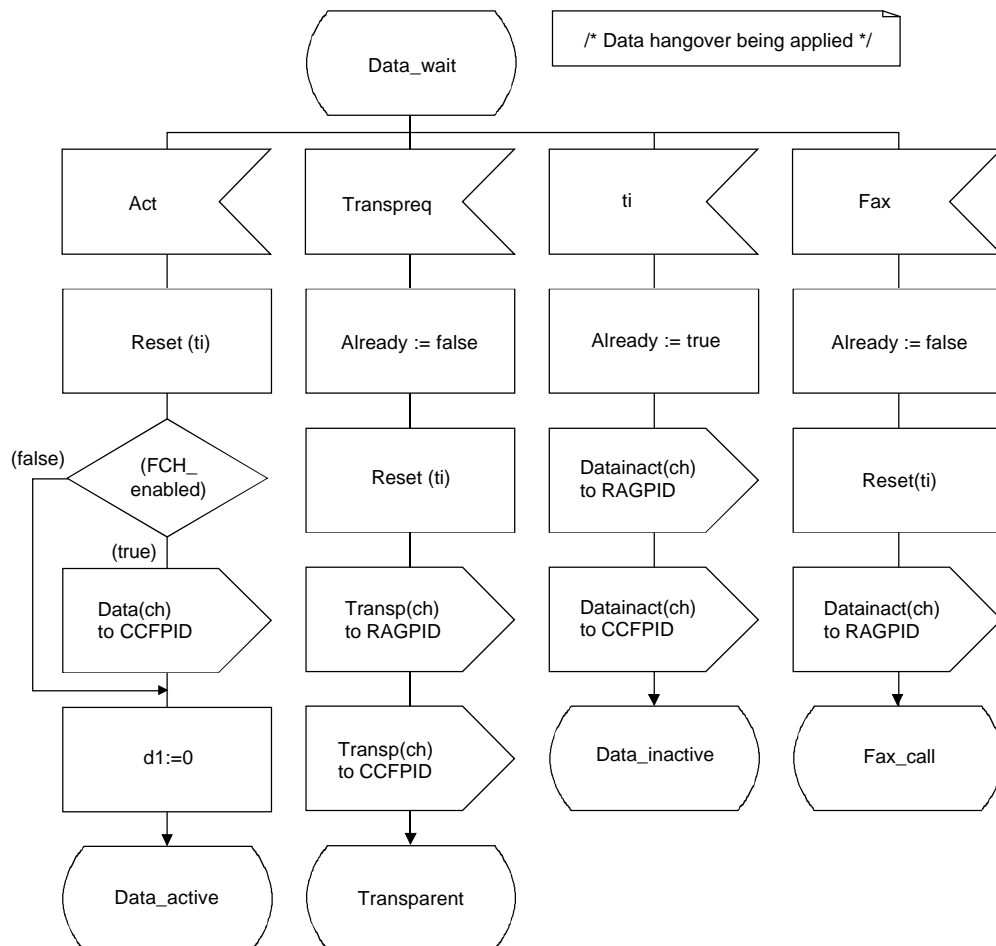 Data_wait
/* Data hangover being applied */
Act
Transpreq
ti
Fax
Reset (ti)
Already := false
Already := true
Already := false
(false)
(FCH_
enabled)
(true)
Reset (ti)
Datainact(ch)
to RAGPID
Reset(ti)
Data(ch)
to CCFPID
Transp(ch)
to RAGPID
Datainact(ch)
to CCFPID
Datainact(ch)
to RAGPID
d1:=0
Transp(ch)
to CCFPID
Data_inactive
Fax_call
Data_active
Transparent